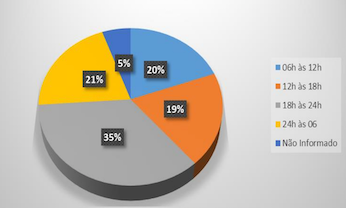 5%
20%
21%
19%
35%
06h às 12h
12h às 18h
18h às 24h
24h às 06
Não Informado